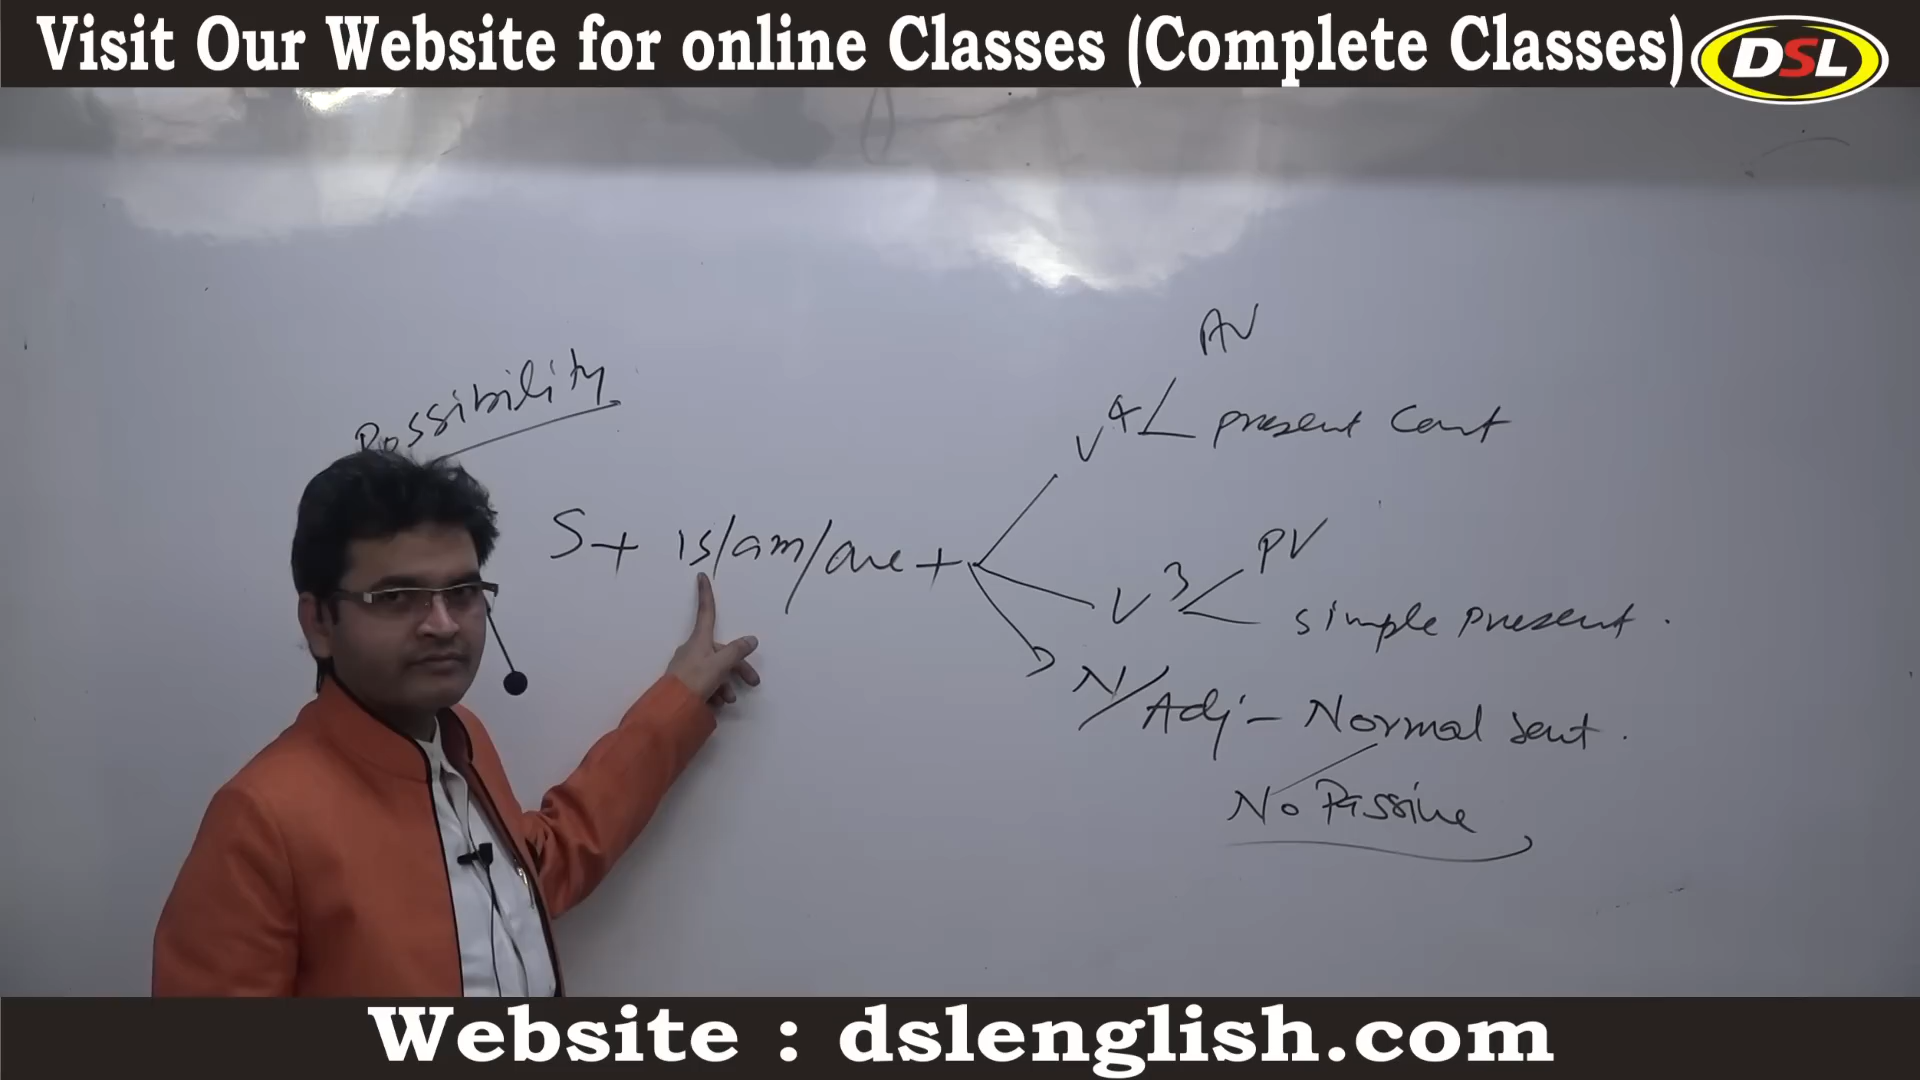 Visit Our Website for online Classes (Complete Classes)
DSL
Possibility
AV
V4 present cont
S + is/am/are +
PV
V3 simple present.
N/Adj - Normal sent.
No Passive
Website : dslenglish.com